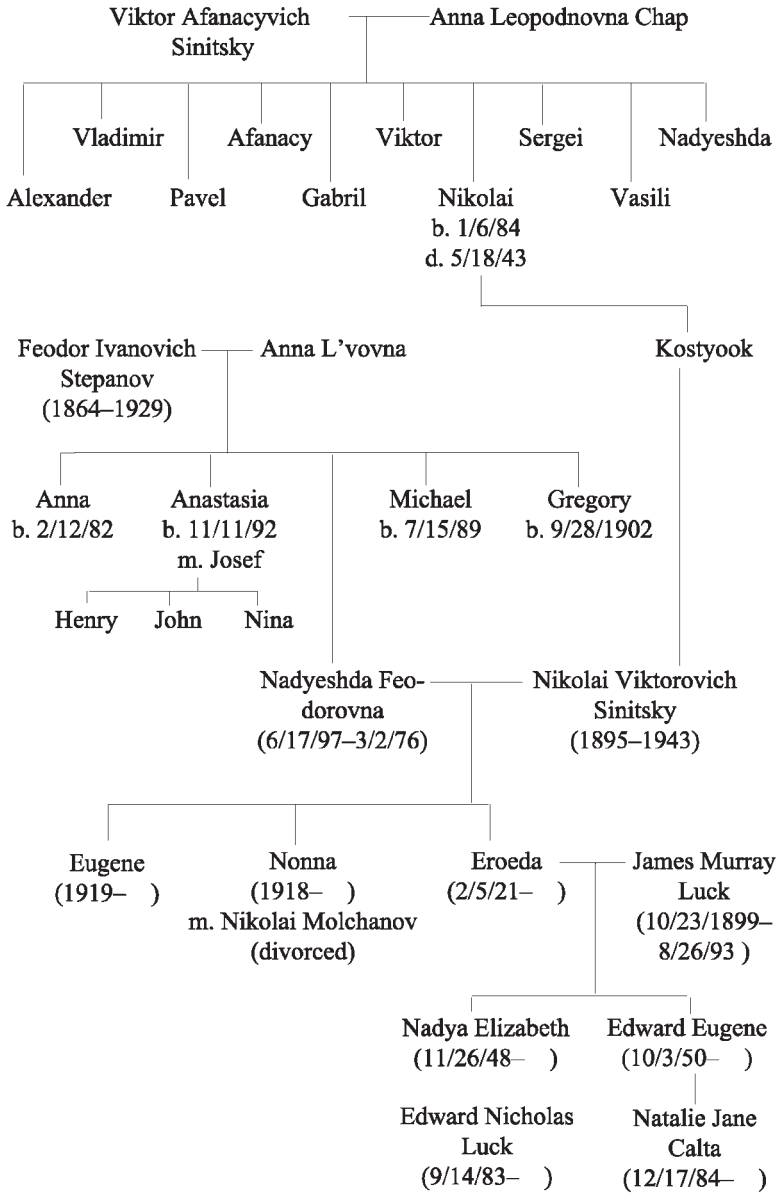 Viktor Afanacyvich
Sinitsky
Anna Leopodnovna Chap
Vladimir
Afanacy
Viktor
Sergei
Nadyeshda
Alexander
Pavel
Gabril
Nikolai
b. 1/6/84
d. 5/18/43
Vasili
Feodor Ivanovich
Stepanov
(1864–1929)
Anna L’vovna
Kostyook
Anna
b. 2/12/82
Anastasia
b. 11/11/92
m. Josef
Michael
b. 7/15/89
Gregory
b. 9/28/1902
Henry
John
Nina
Nadyeshda Feo-
dorovna
(6/17/97–3/2/76)
Nikolai Viktorovich
Sinitsky
(1895–1943)
Eugene
(1919– )
Nonna
(1918– )
m. Nikolai Molchanov
(divorced)
Eroeda
(2/5/21– )
James Murray
Luck
(10/23/1899–
8/26/93 )
Nadya Elizabeth
(11/26/48– )
Edward Eugene
(10/3/50– )
Edward Nicholas
Luck
(9/14/83– )
Natalie Jane
Calta
(12/17/84– )